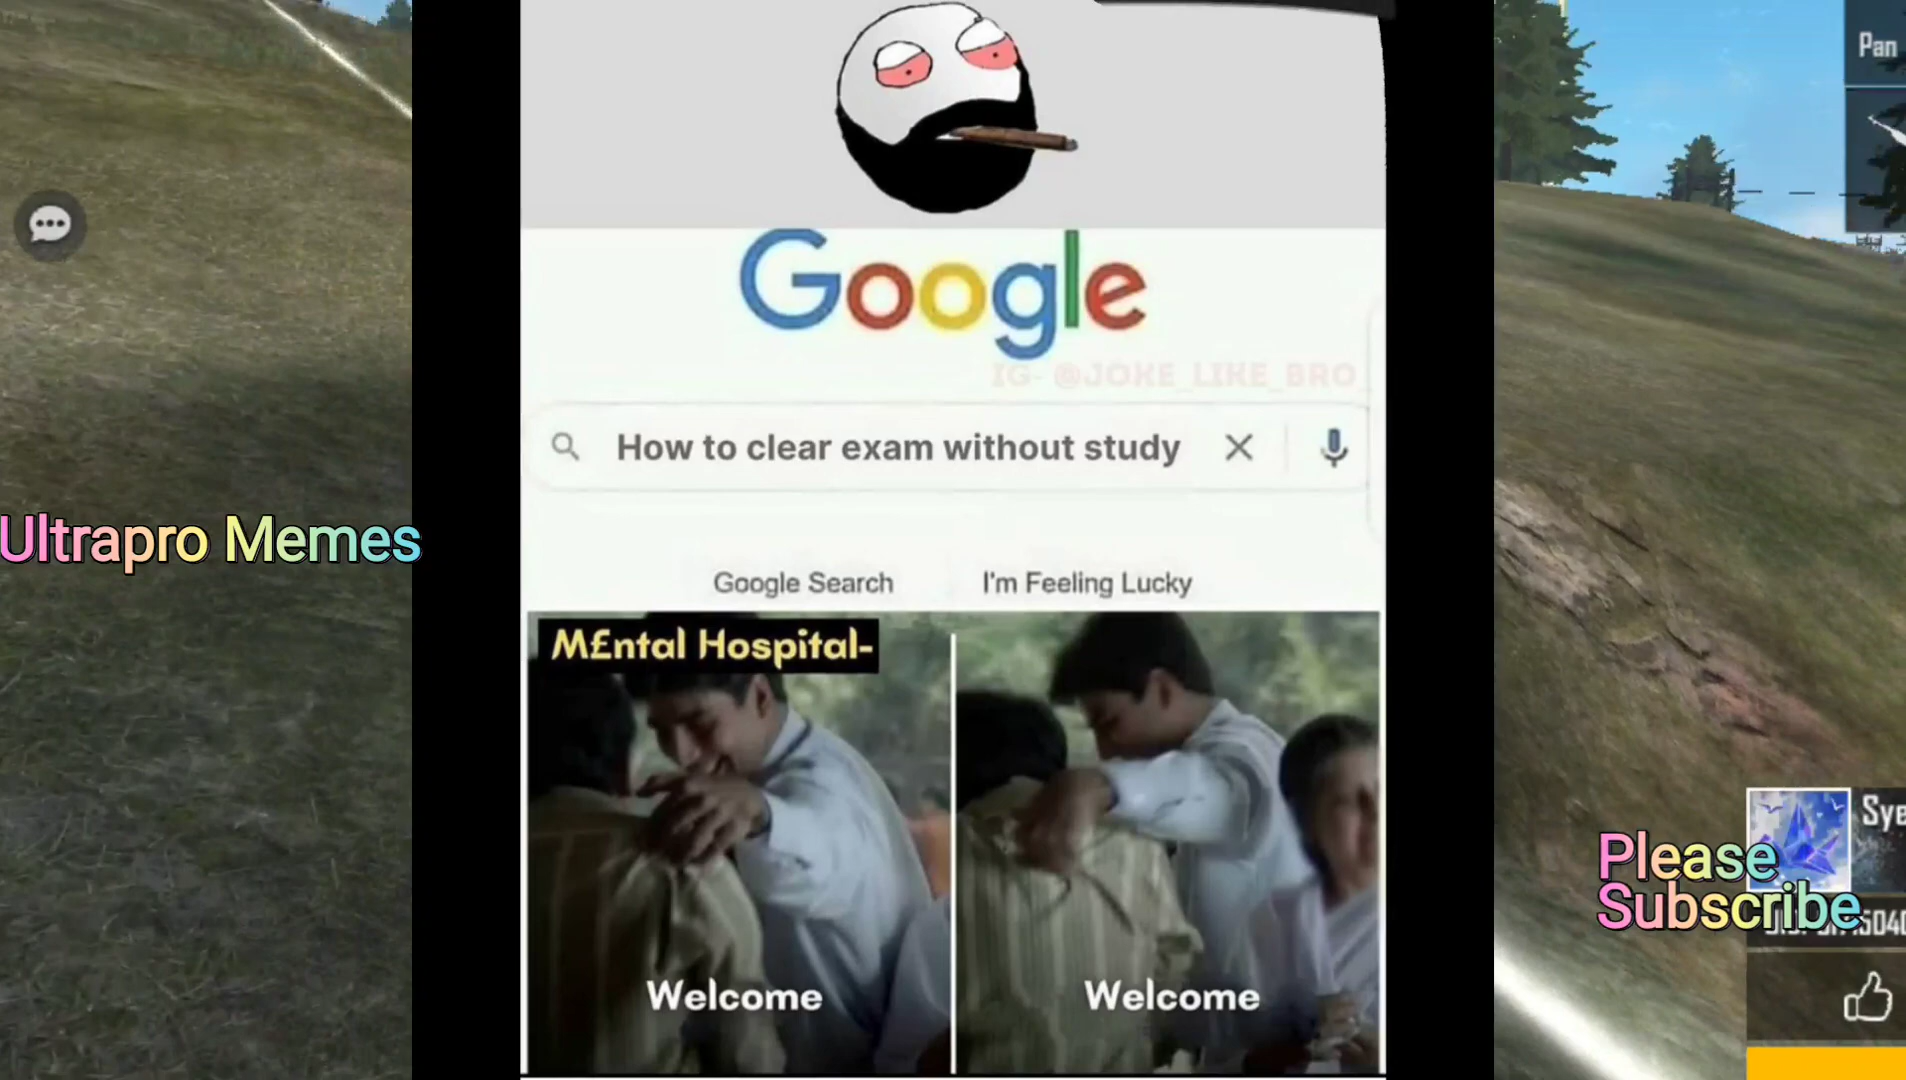 Pan
Google
IG- @JOKE_LIKE_BRO
How to clear exam without study
Ultrapro Memes
Google Search
I'm Feeling Lucky
M£ntal Hospital-
Sye
Please
Subscribe
Welcome
Welcome